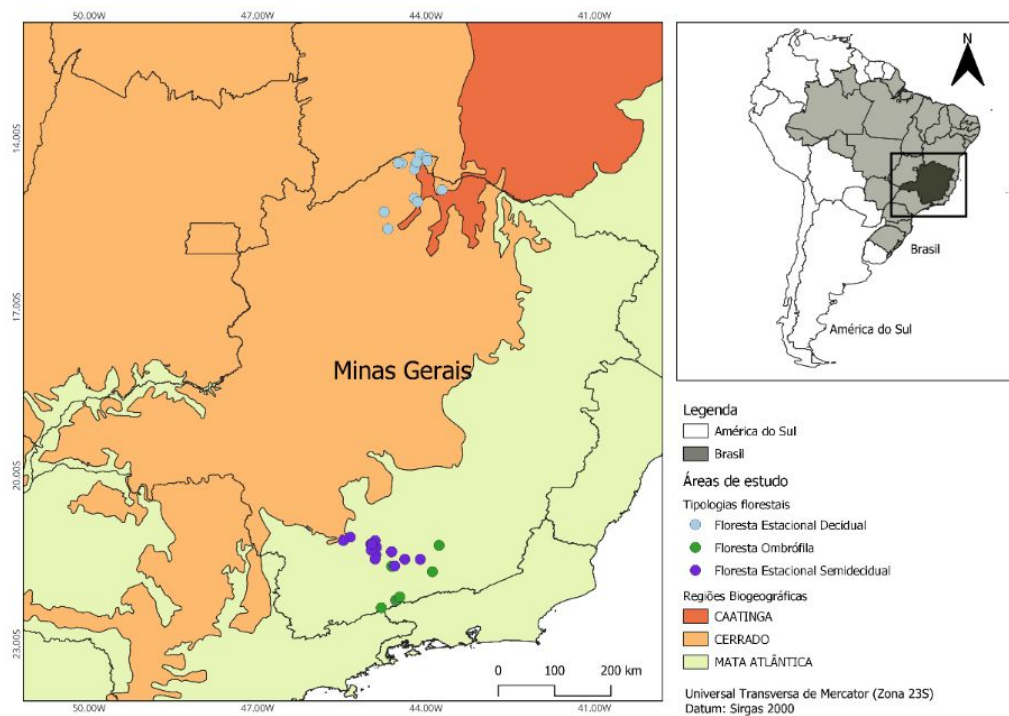 50.00W 47.00W 44.00W 41.00W
14.00S
17.00S
20.00S
23.00S
Minas Gerais
50.00W 47.00W 44.00W 41.00W
0 100 200 km
N
Brasil
América do Sul
Legenda
América do Sul
Brasil
Áreas de estudo
Tipologias florestais
Floresta Estacional Decidual
Floresta Ombrófila
Floresta Estacional Semidecidual
Regiões Biogeográficas
CAATINGA
CERRADO
MATA ATLÂNTICA
Universal Transversa de Mercator (Zona 23S)
Datum: Sirgas 2000